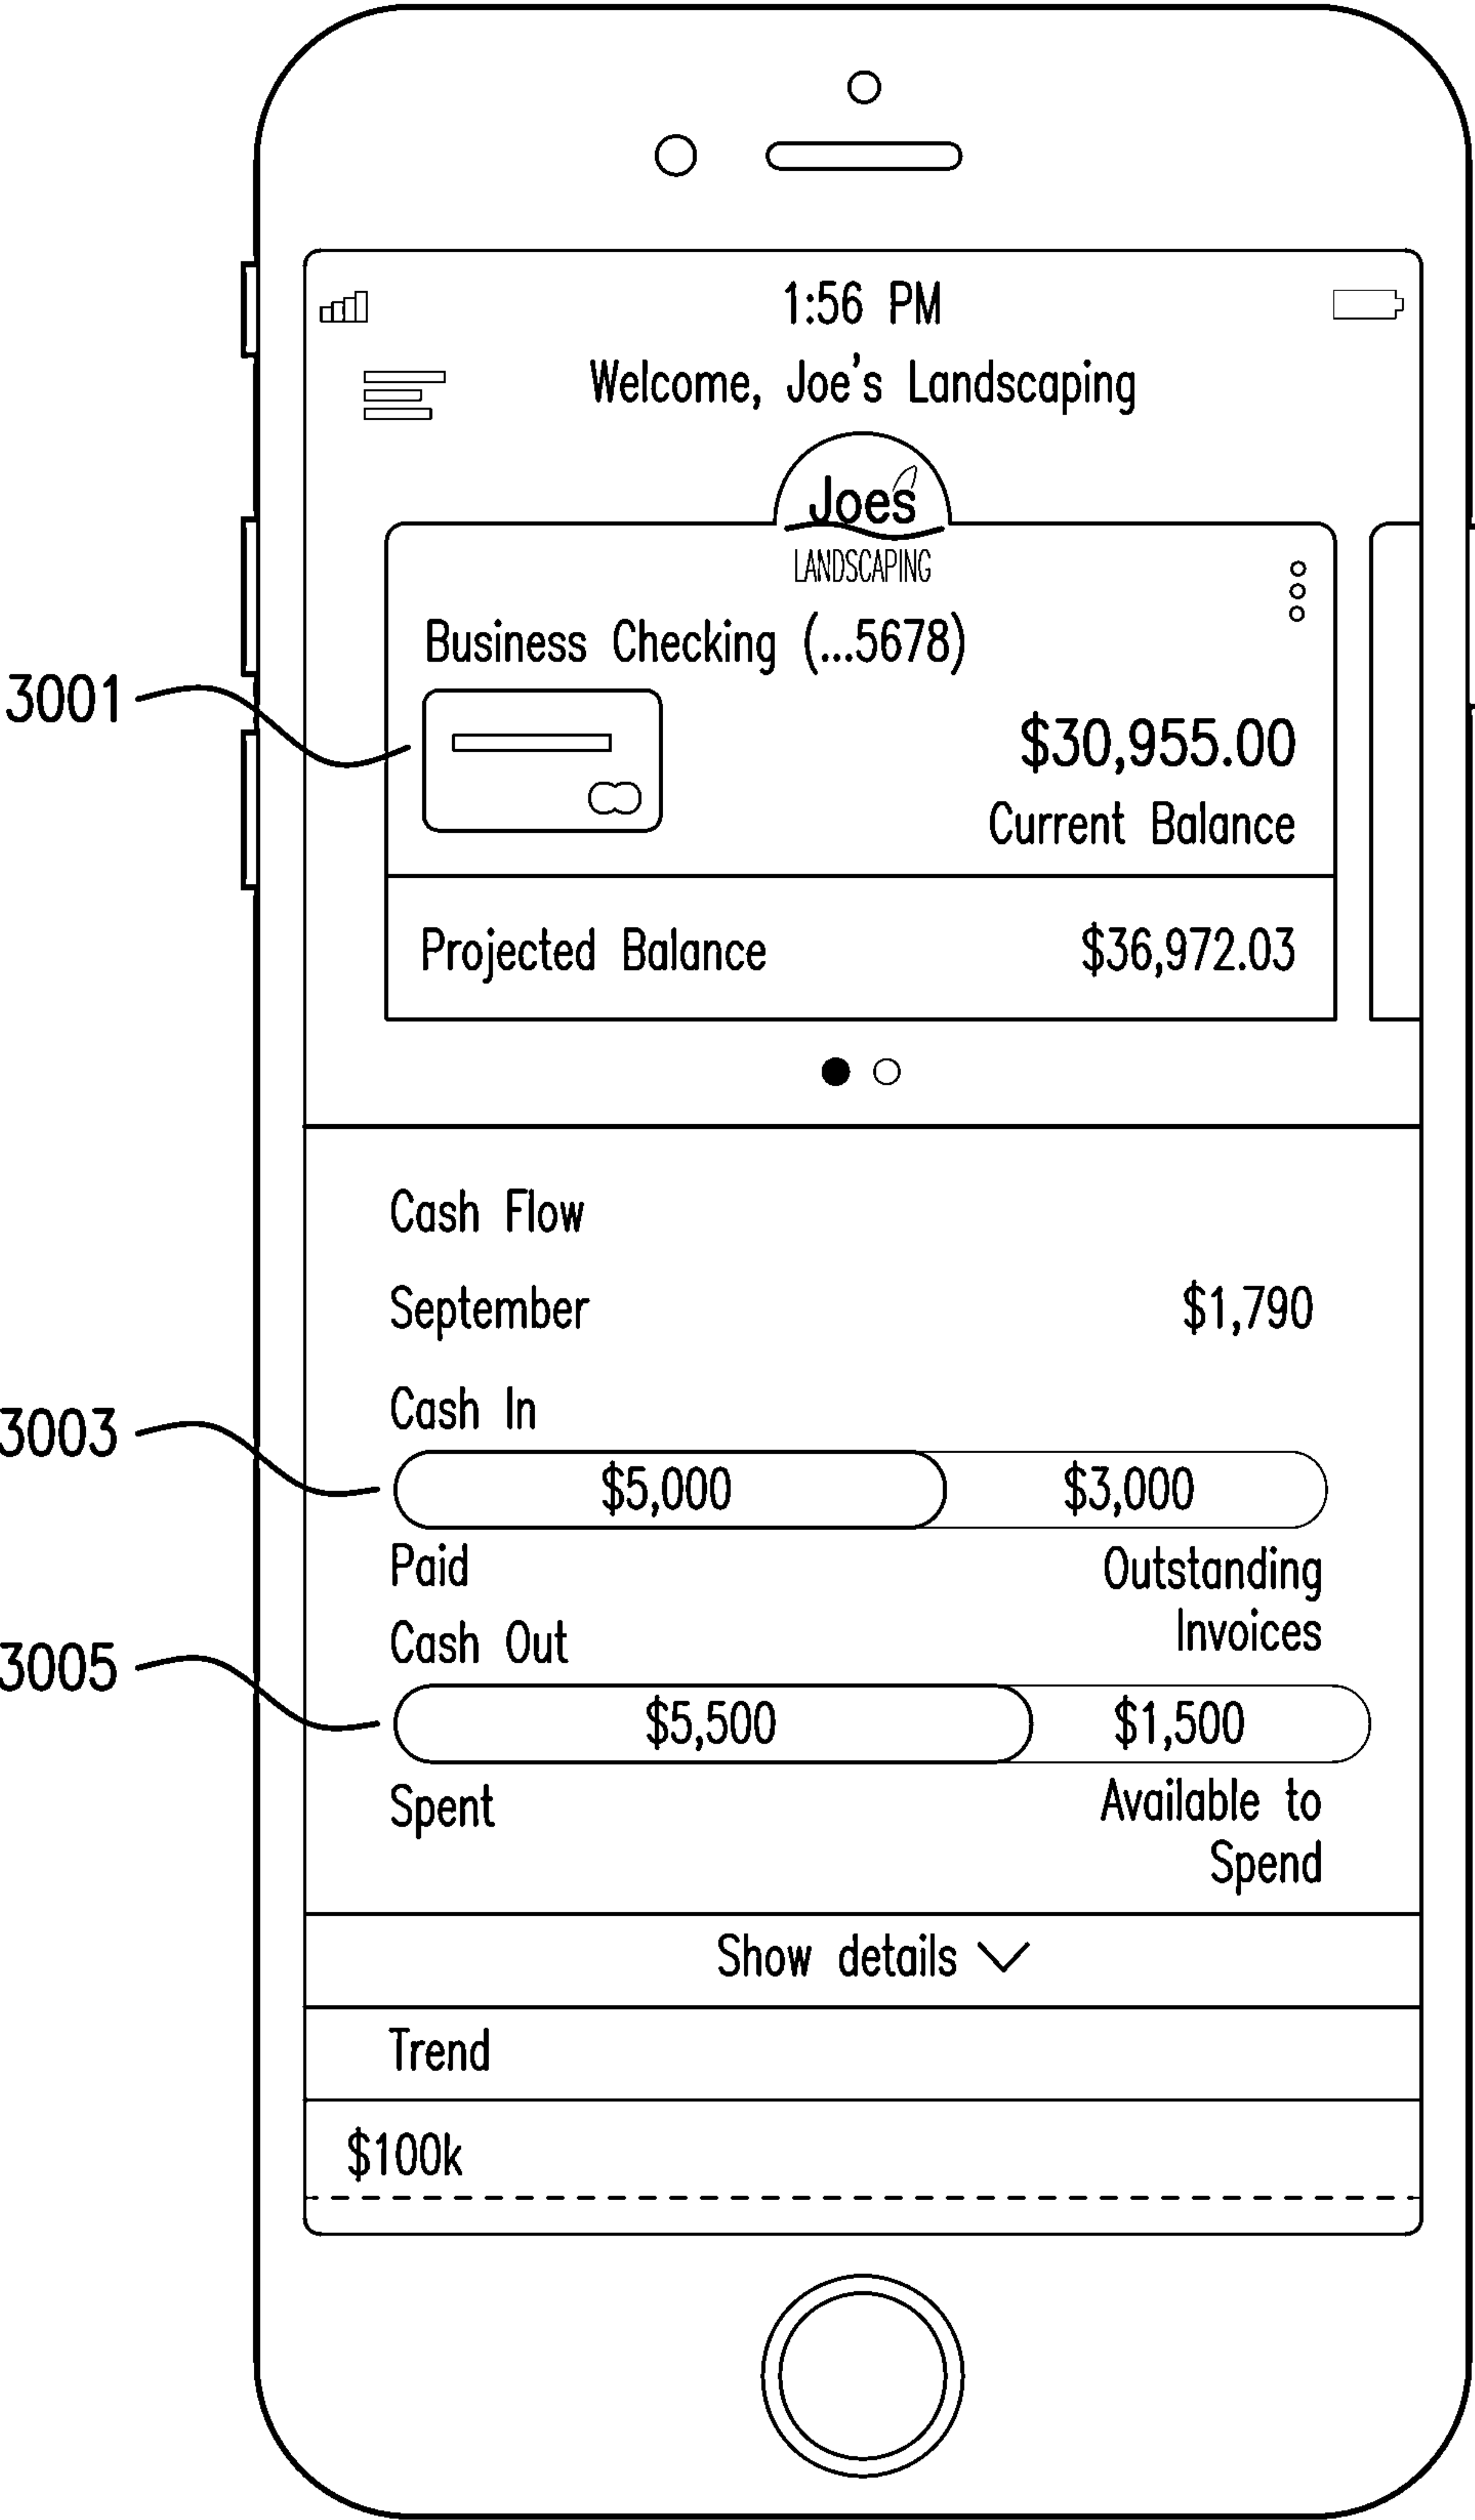 1:56 PM
Welcome, Joe's Landscaping
Joe's
LANDSCAPING
Business Checking (...5678)
3001
$30,955.00
Current Balance
Projected Balance $36,972.03
Cash Flow
September $1,790
Cash In
3003
$5,000 $3,000
Paid Outstanding
Invoices
Cash Out
3005
$5,500 $1,500
Spent Available to
Spend
Show details
Trend
$100k